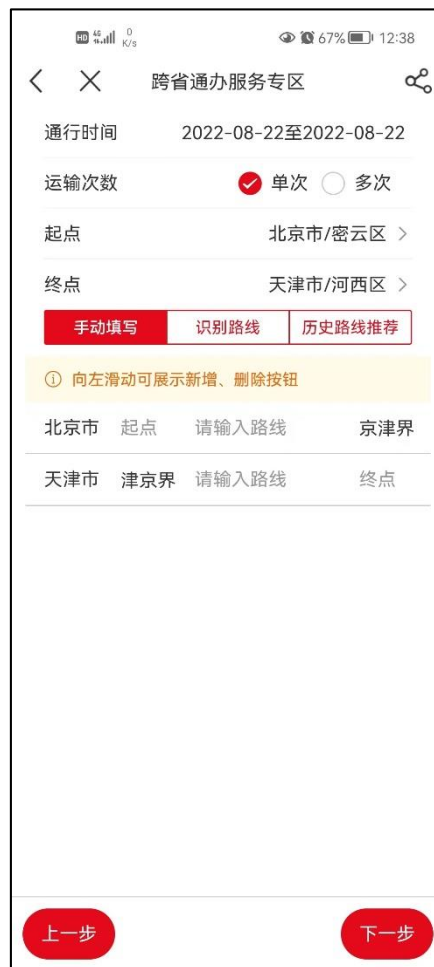 HD 4G 0 K/s 67% 12:38
跨省通办服务专区
通行时间 2022-08-22至2022-08-22
运输次数 单次 多次
起点 北京市/密云区 >
终点 天津市/河西区 >
手动填写 识别路线 历史路线推荐
向左滑动可展示新增、删除按钮
北京市 起点 请输入路线 京津界
天津市 津京界 请输入路线 终点
上一步 下一步